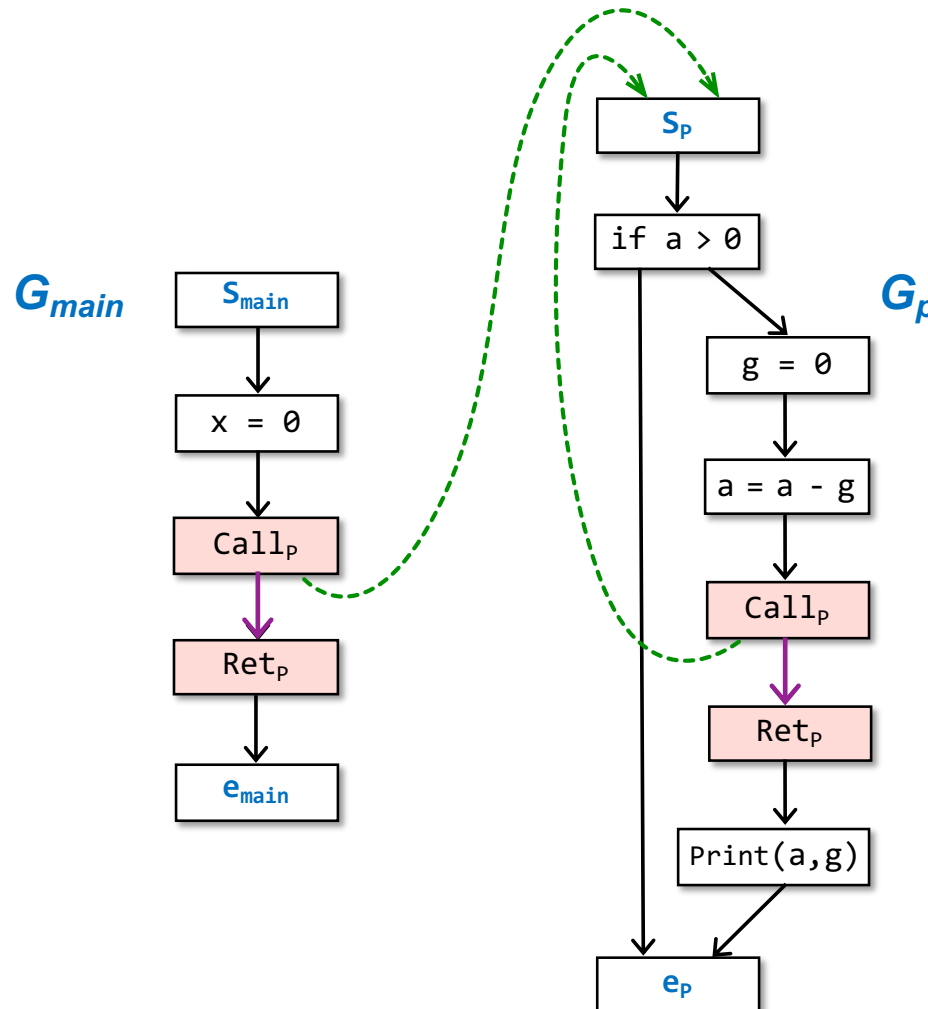 G_main
S_main
x = 0
Call_P
Ret_P
e_main
S_P
if a > 0
G_p
g = 0
a = a - g
Call_P
Ret_P
Print(a,g)
e_P